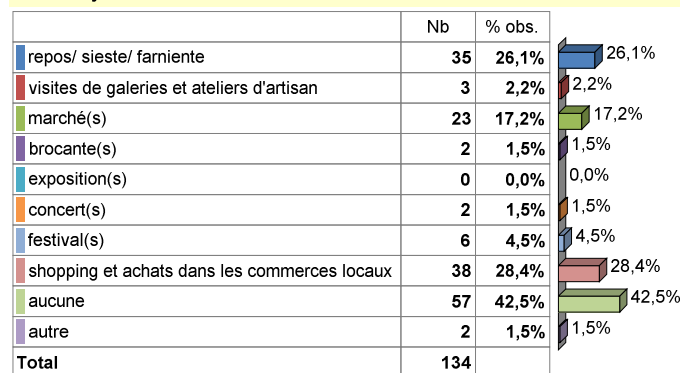 Nb % obs.
repos/ sieste/ farniente 35 26,1% 26,1%
visites de galeries et ateliers d'artisan 3 2,2% 2,2%
marché(s) 23 17,2% 17,2%
brocante(s) 2 1,5% 1,5%
exposition(s) 0 0,0% 0,0%
concert(s) 2 1,5% 1,5%
festival(s) 6 4,5% 4,5%
shopping et achats dans les commerces locaux 38 28,4% 28,4%
aucune 57 42,5% 42,5%
autre 2 1,5% 1,5%
Total 134